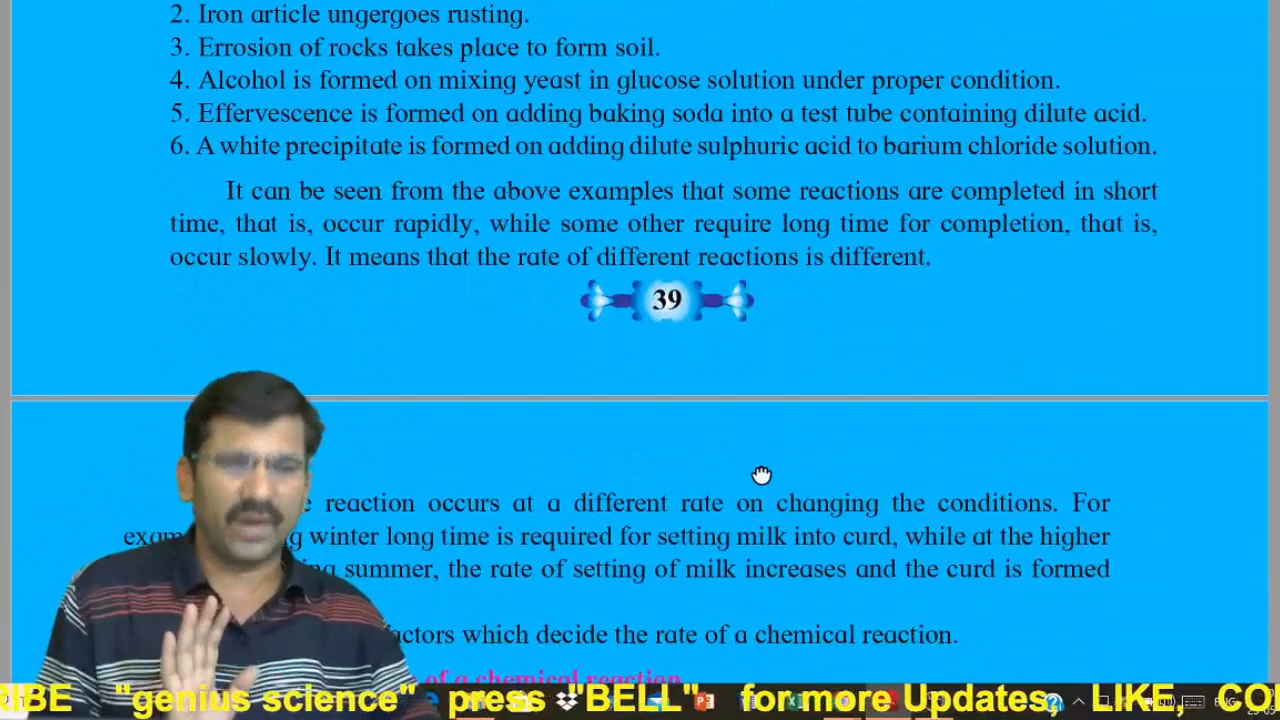 2. Iron article ungergoes rusting.
3. Errosion of rocks takes place to form soil.
4. Alcohol is formed on mixing yeast in glucose solution under proper condition.
5. Effervescence is formed on adding baking soda into a test tube containing dilute acid.
6. A white precipitate is formed on adding dilute sulphuric acid to barium chloride solution.
It can be seen from the above examples that some reactions are completed in short
time, that is, occur rapidly, while some other require long time for completion, that is,
occur slowly. It means that the rate of different reactions is different.
39
reaction occurs at a different rate on changing the conditions. For
winter long time is required for setting milk into curd, while at the higher
summer, the rate of setting of milk increases and the curd is formed
factors which decide the rate of a chemical reaction.
of a chemical reaction
"genius science" press "BELL" for more Updates, LIKE,